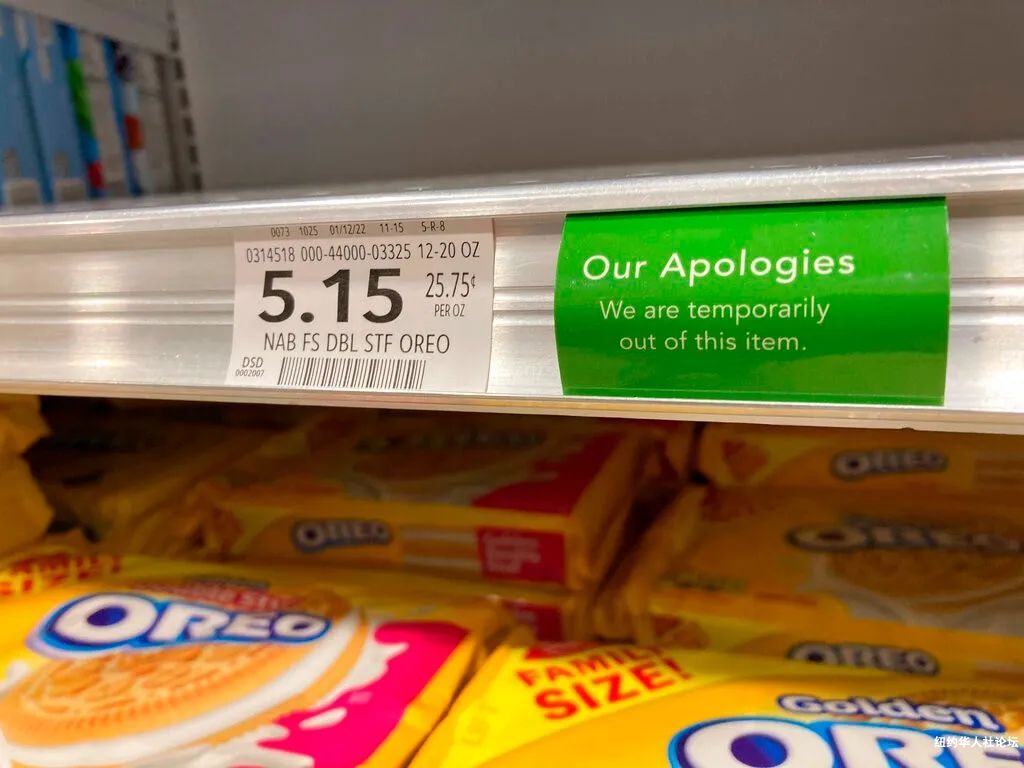 0073 1025 01/12/22 11-15 5-R-8
0314518 000-44000-03325 12-20 OZ
5.15
25.75¢
PER OZ
NAB FS DBL STF OREO
DSD
0002007
Our Apologies
We are temporarily
out of this item.
OREO
OREO
OREO
OREO
OREO
FAMILY
SIZE!
Golden
纽约华人社论坛